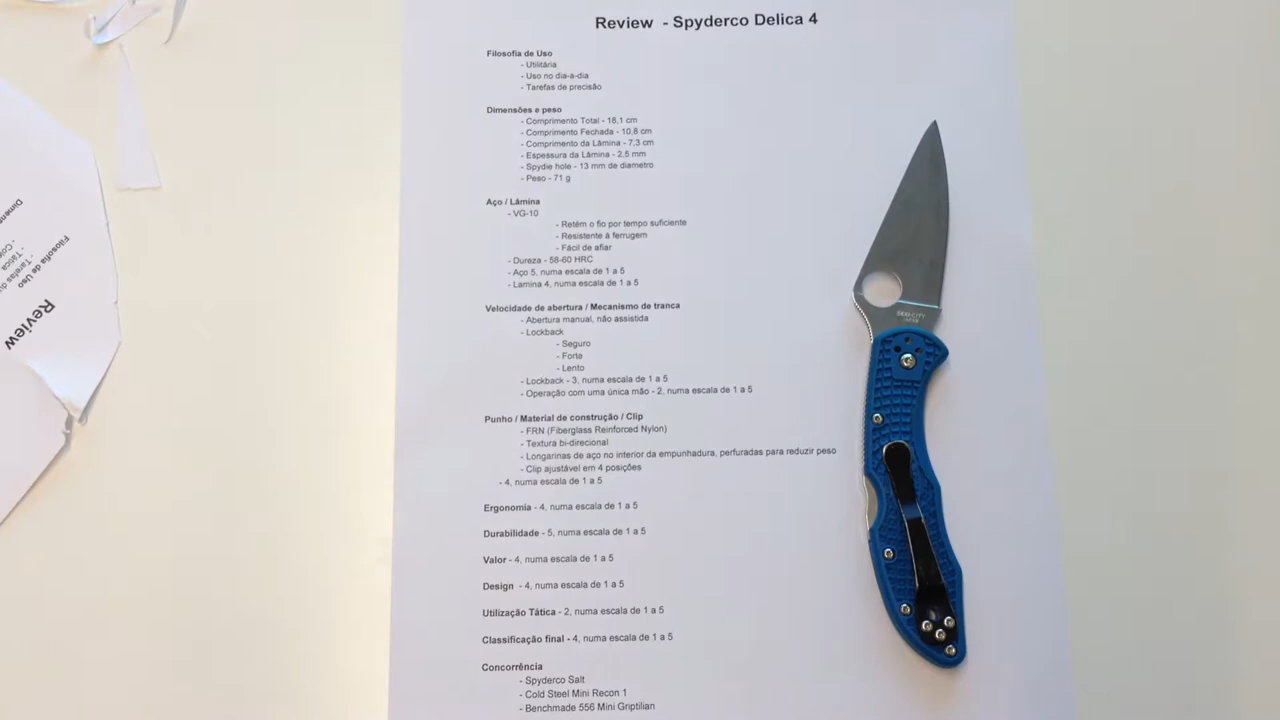 Review - Spyderco Delica 4
Filosofia de Uso
- Utilitária
- Uso no dia-a-dia
- Tarefas de precisão
Dimensões e peso
- Comprimento Total - 18,1 cm
- Comprimento Fechada - 10,8 cm
- Comprimento da Lâmina - 7,3 cm
- Espessura da Lâmina - 2,5 mm
- Spydie hole - 13 mm de diametro
- Peso - 71 g
Aço / Lâmina
- VG-10
- Retêm o fio por tempo suficiente
- Resistente à ferrugem
- Fácil de afiar
- Dureza - 58-60 HRC
- Aço 5, numa escala de 1 a 5
- Lamina 4, numa escala de 1 a 5
Velocidade de abertura / Mecanismo de tranca
- Abertura manual, não assistida
- Lockback
- Seguro
- Forte
- Lento
- Lockback - 3, numa escala de 1 a 5
- Operação com uma única mão - 2, numa escala de 1 a 5
Punho / Material de construção / Clip
- FRN (Fiberglass Reinforced Nylon)
- Textura bi-direcional
- Longarinas de aço no interior da empunhadura, perfuradas para reduzir peso
- Clip ajustável em 4 posições
- 4, numa escala de 1 a 5
Ergonomia - 4, numa escala de 1 a 5
Durabilidade - 5, numa escala de 1 a 5
Valor - 4, numa escala de 1 a 5
Design - 4, numa escala de 1 a 5
Utilização Tática - 2, numa escala de 1 a 5
Classificação final - 4, numa escala de 1 a 5
Concorrência
- Spyderco Salt
- Cold Steel Mini Recon 1
- Benchmade 556 Mini Griptilian
SEKI-CITY
JAPAN
Review
Filosofia de Uso
- Tarefas
- Tática